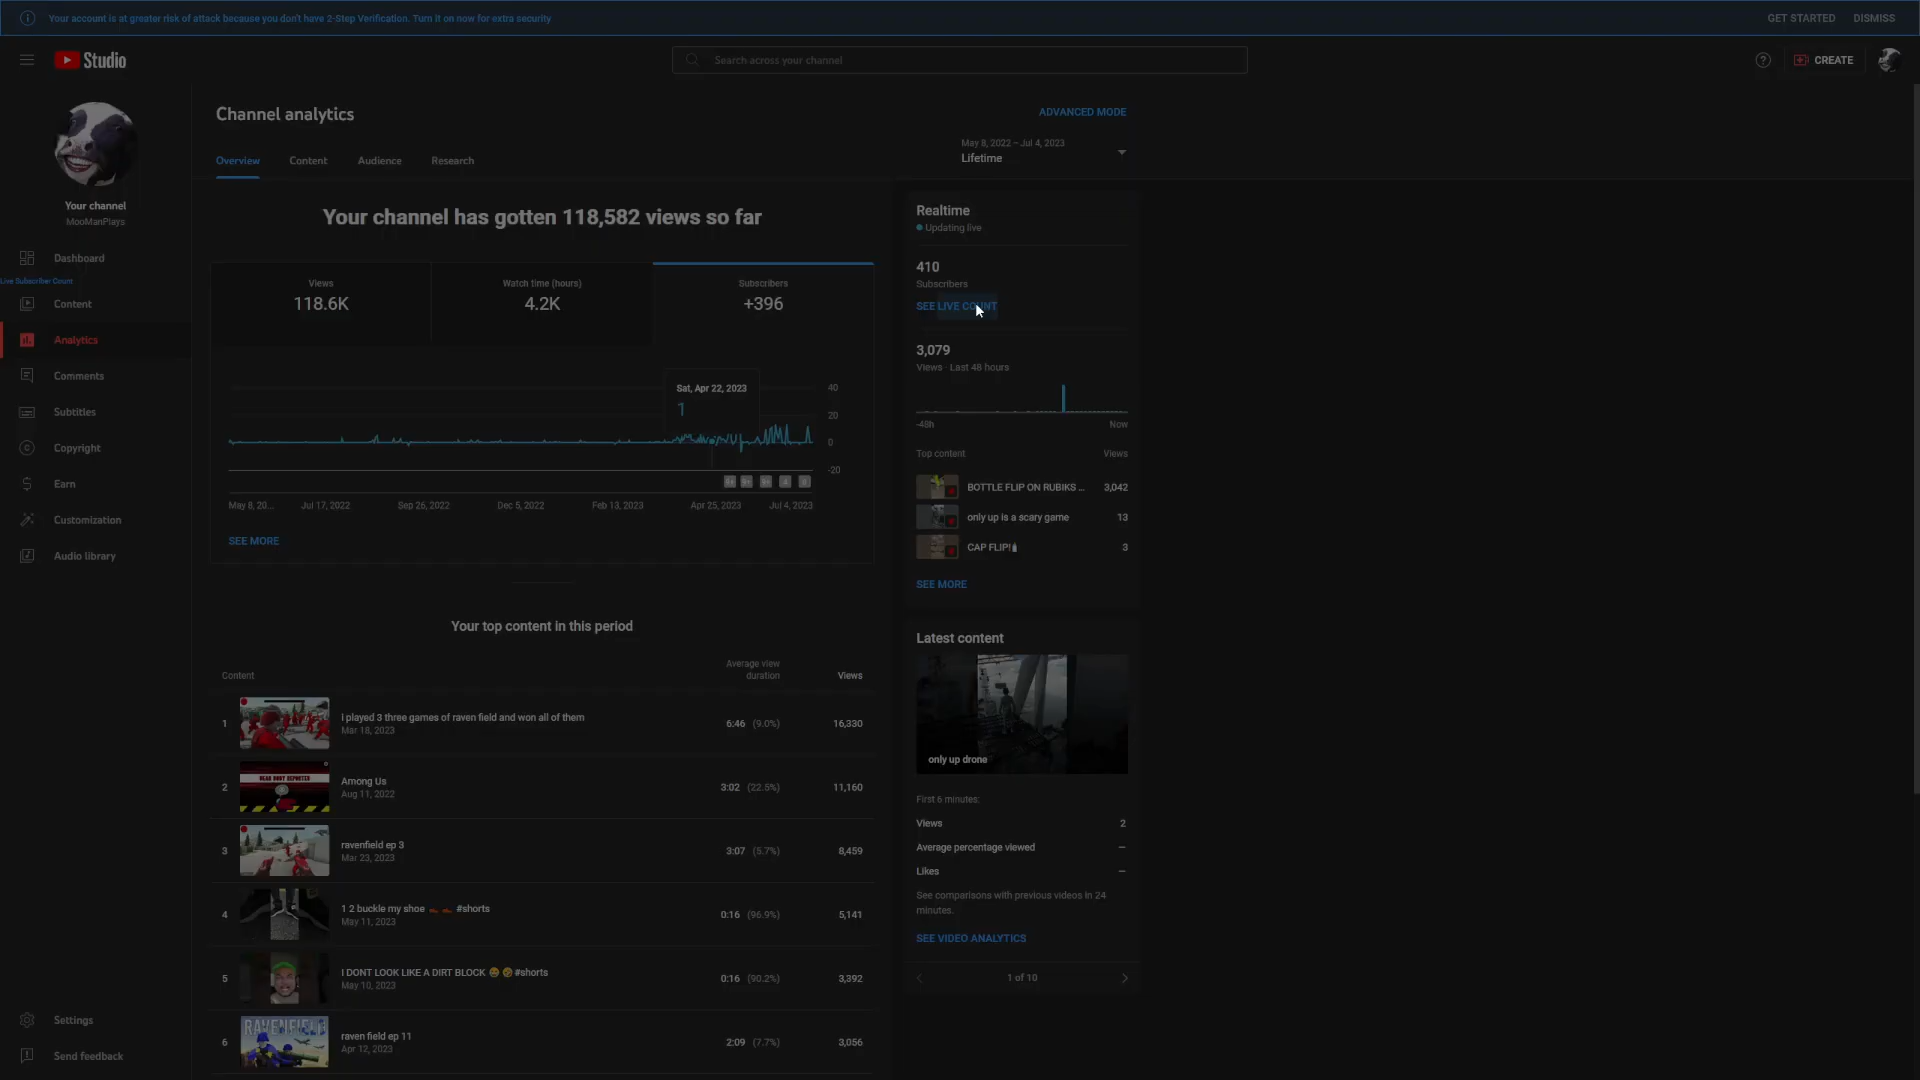 Your account is at greater risk of attack because you don't have 2-Step Verification. Turn it on now for extra security
GET STARTED
DISMISS
Studio
Search across your channel
CREATE
Your channel
MooManPlays
Dashboard
Live Subscriber Count
Content
Analytics
Comments
Subtitles
Copyright
Earn
Customization
Audio library
Settings
Send feedback
Channel analytics
ADVANCED MODE
Overview
Content
Audience
Research
May 8, 2022 – Jul 4, 2023
Lifetime
Your channel has gotten 118,582 views so far
Views
118.6K
Watch time (hours)
4.2K
Subscribers
+396
Sat, Apr 22, 2023
1
40
20
0
-20
May 8, 20...
Jul 17, 2022
Sep 26, 2022
Dec 5, 2022
Feb 13, 2023
Apr 25, 2023
Jul 4, 2023
SEE MORE
Your top content in this period
Content
Average view
duration
Views
1
I played 3 three games of raven field and won all of them
Mar 18, 2023
6:46 (9.0%)
16,330
2
DEAD BODY REPORTED
Among Us
Aug 11, 2022
3:02 (22.5%)
11,160
3
ravenfield ep 3
Mar 23, 2023
3:07 (5.7%)
8,459
4
1 2 buckle my shoe 👞 👞 #shorts
May 11, 2023
0:16 (96.9%)
5,141
5
I DONT LOOK LIKE A DIRT BLOCK 😂 🤣 #shorts
May 10, 2023
0:16 (90.2%)
3,392
6
RAVENFIELD
raven field ep 11
Apr 12, 2023
2:09 (7.7%)
3,056
Realtime
Updating live
410
Subscribers
SEE LIVE COUNT
3,079
Views · Last 48 hours
-48h
Now
Top content
Views
BOTTLE FLIP ON RUBIKS ...
3,042
only up is a scary game
13
CAP FLIP!
3
SEE MORE
Latest content
only up drone
First 6 minutes:
Views
2
Average percentage viewed
–
Likes
–
See comparisons with previous videos in 24
minutes.
SEE VIDEO ANALYTICS
1 of 10